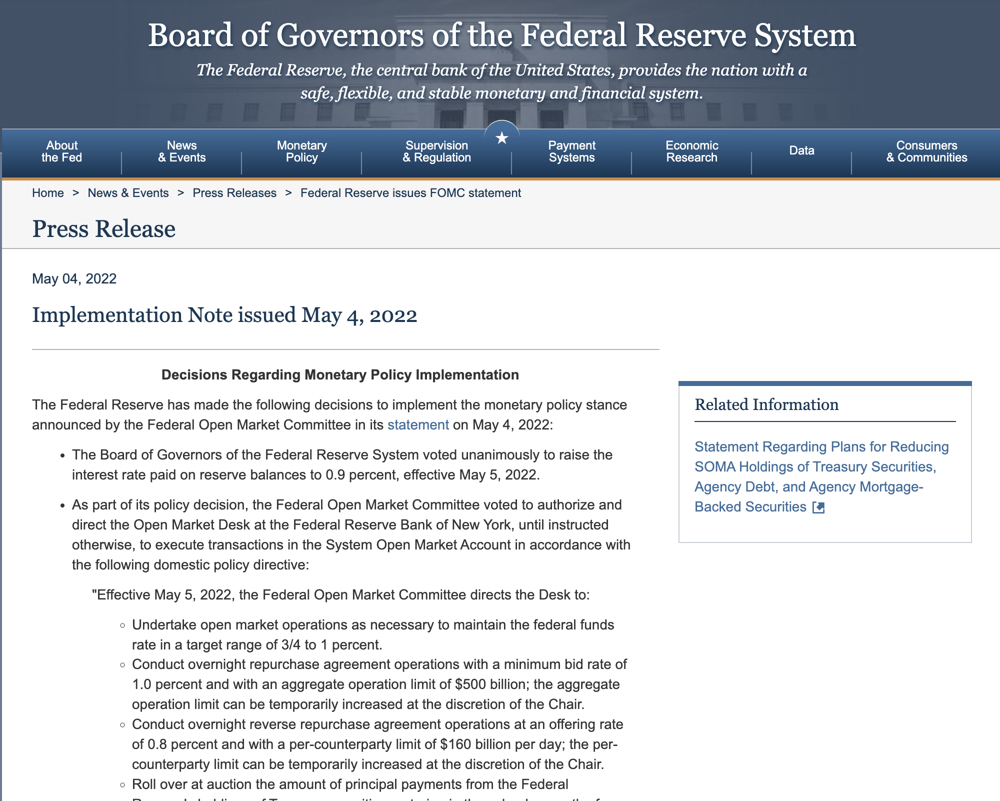 Board of Governors of the Federal Reserve System
The Federal Reserve, the central bank of the United States, provides the nation with a
safe, flexible, and stable monetary and financial system.
About
the Fed
News
& Events
Monetary
Policy
Supervision
& Regulation
Payment
Systems
Economic
Research
Data
Consumers
& Communities
Home > News & Events > Press Releases > Federal Reserve issues FOMC statement
Press Release
May 04, 2022
Implementation Note issued May 4, 2022
Decisions Regarding Monetary Policy Implementation
The Federal Reserve has made the following decisions to implement the monetary policy stance
announced by the Federal Open Market Committee in its statement on May 4, 2022:
• The Board of Governors of the Federal Reserve System voted unanimously to raise the
interest rate paid on reserve balances to 0.9 percent, effective May 5, 2022.
• As part of its policy decision, the Federal Open Market Committee voted to authorize and
direct the Open Market Desk at the Federal Reserve Bank of New York, until instructed
otherwise, to execute transactions in the System Open Market Account in accordance with
the following domestic policy directive:
"Effective May 5, 2022, the Federal Open Market Committee directs the Desk to:
◦ Undertake open market operations as necessary to maintain the federal funds
rate in a target range of 3/4 to 1 percent.
◦ Conduct overnight repurchase agreement operations with a minimum bid rate of
1.0 percent and with an aggregate operation limit of $500 billion; the aggregate
operation limit can be temporarily increased at the discretion of the Chair.
◦ Conduct overnight reverse repurchase agreement operations at an offering rate
of 0.8 percent and with a per-counterparty limit of $160 billion per day; the per-
counterparty limit can be temporarily increased at the discretion of the Chair.
◦ Roll over at auction the amount of principal payments from the Federal
Related Information
Statement Regarding Plans for Reducing
SOMA Holdings of Treasury Securities,
Agency Debt, and Agency Mortgage-
Backed Securities